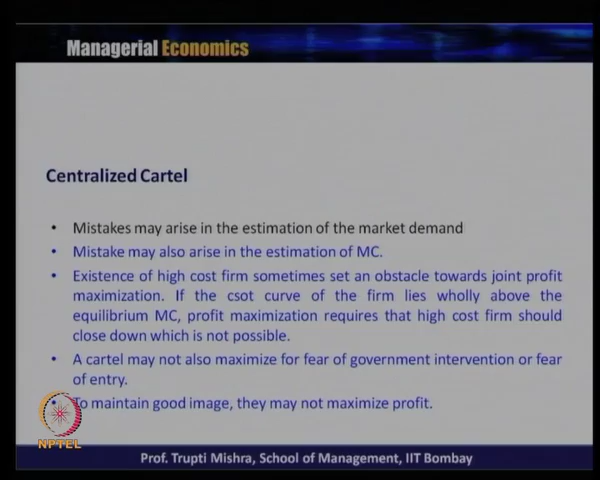 Managerial Economics
Centralized Cartel
• Mistakes may arise in the estimation of the market demand
• Mistake may also arise in the estimation of MC.
• Existence of high cost firm sometimes set an obstacle towards joint profit
maximization. If the csot curve of the firm lies wholly above the
equilibrium MC, profit maximization requires that high cost firm should
close down which is not possible.
• A cartel may not also maximize for fear of government intervention or fear
of entry.
• To maintain good image, they may not maximize profit.
NPTEL
Prof. Trupti Mishra, School of Management, IIT Bombay